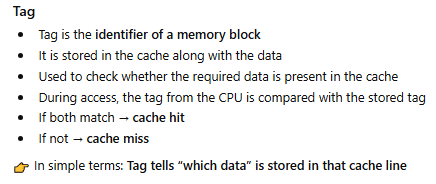 Tag
• Tag is the identifier of a memory block
• It is stored in the cache along with the data
• Used to check whether the required data is present in the cache
• During access, the tag from the CPU is compared with the stored tag
• If both match → cache hit
• If not → cache miss
👉 In simple terms: Tag tells “which data” is stored in that cache line